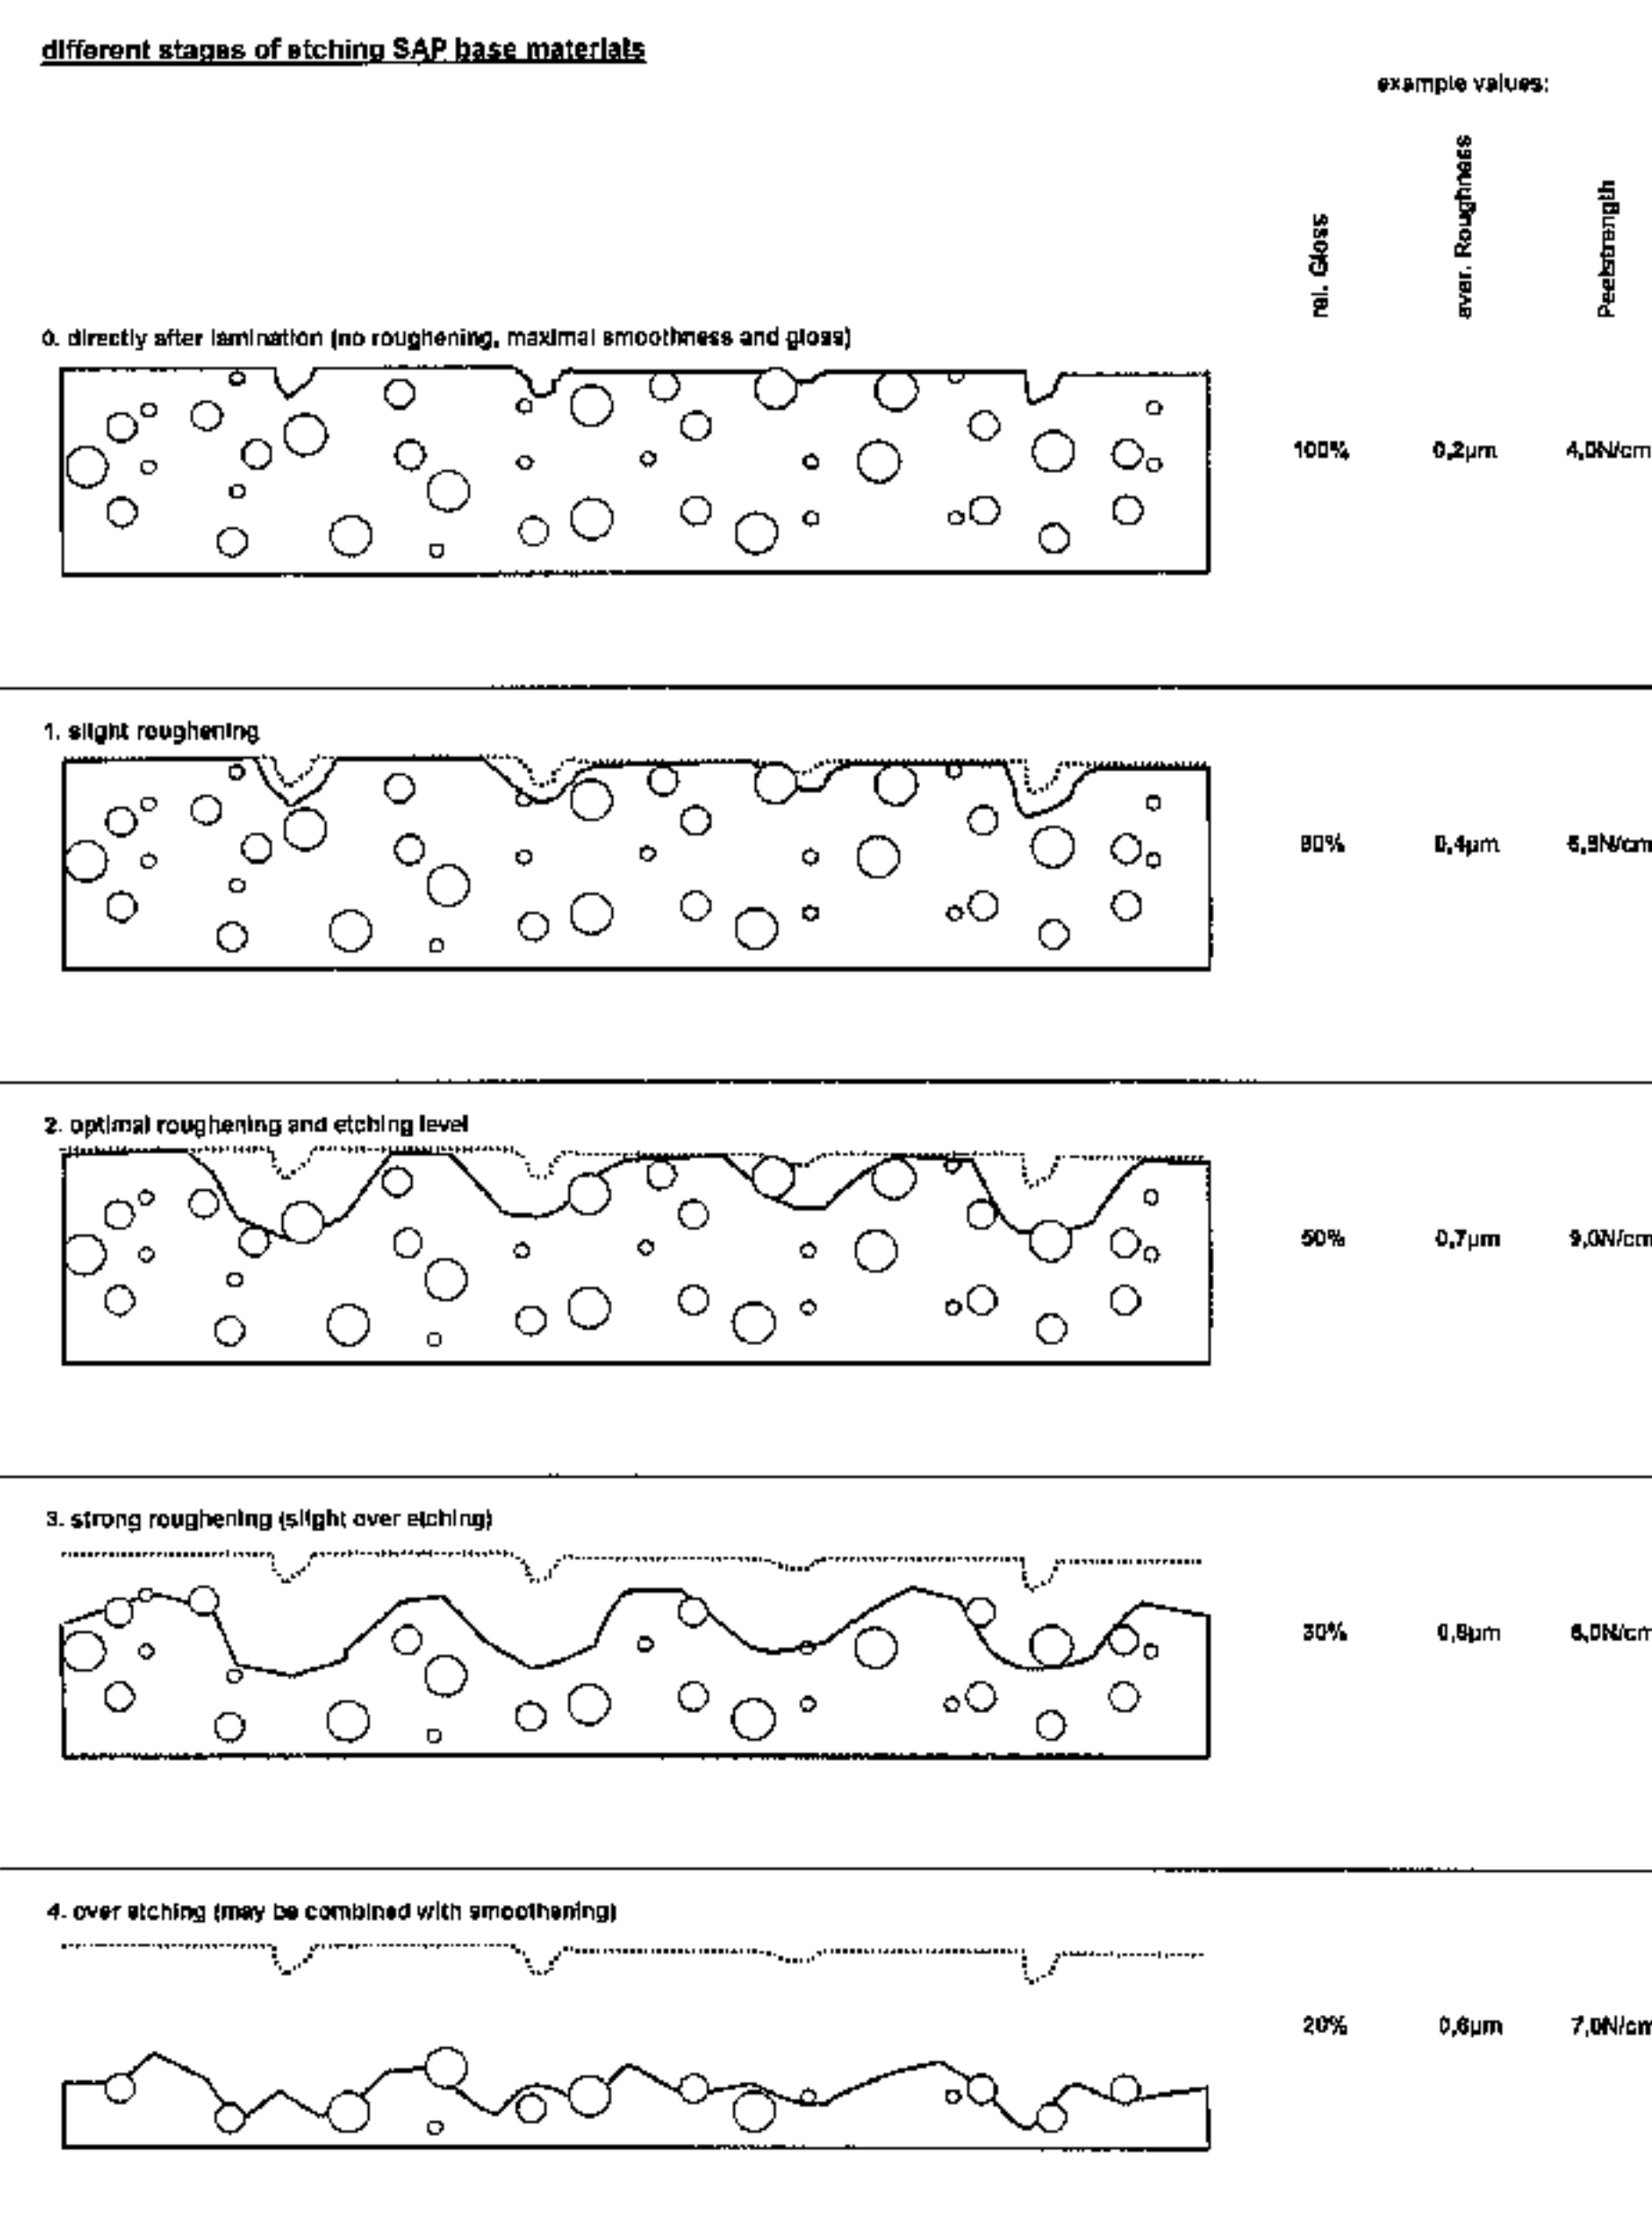 different stages of etching SAP base materials
example values:
rel. Gloss
aver. Roughness
Peelstrength
0. directly after lamination (no roughening, maximal smoothness and gloss)
100% 0,2µm 4,0N/cm
1. slight roughening
0,4µm
2. optimal roughening and etching level
50% 0,7µm 9,0N/cm
3. strong roughening (slight over etching)
30%
4. over etching (may be combined with smoothening)
20% 0,6µm 7,0N/cm